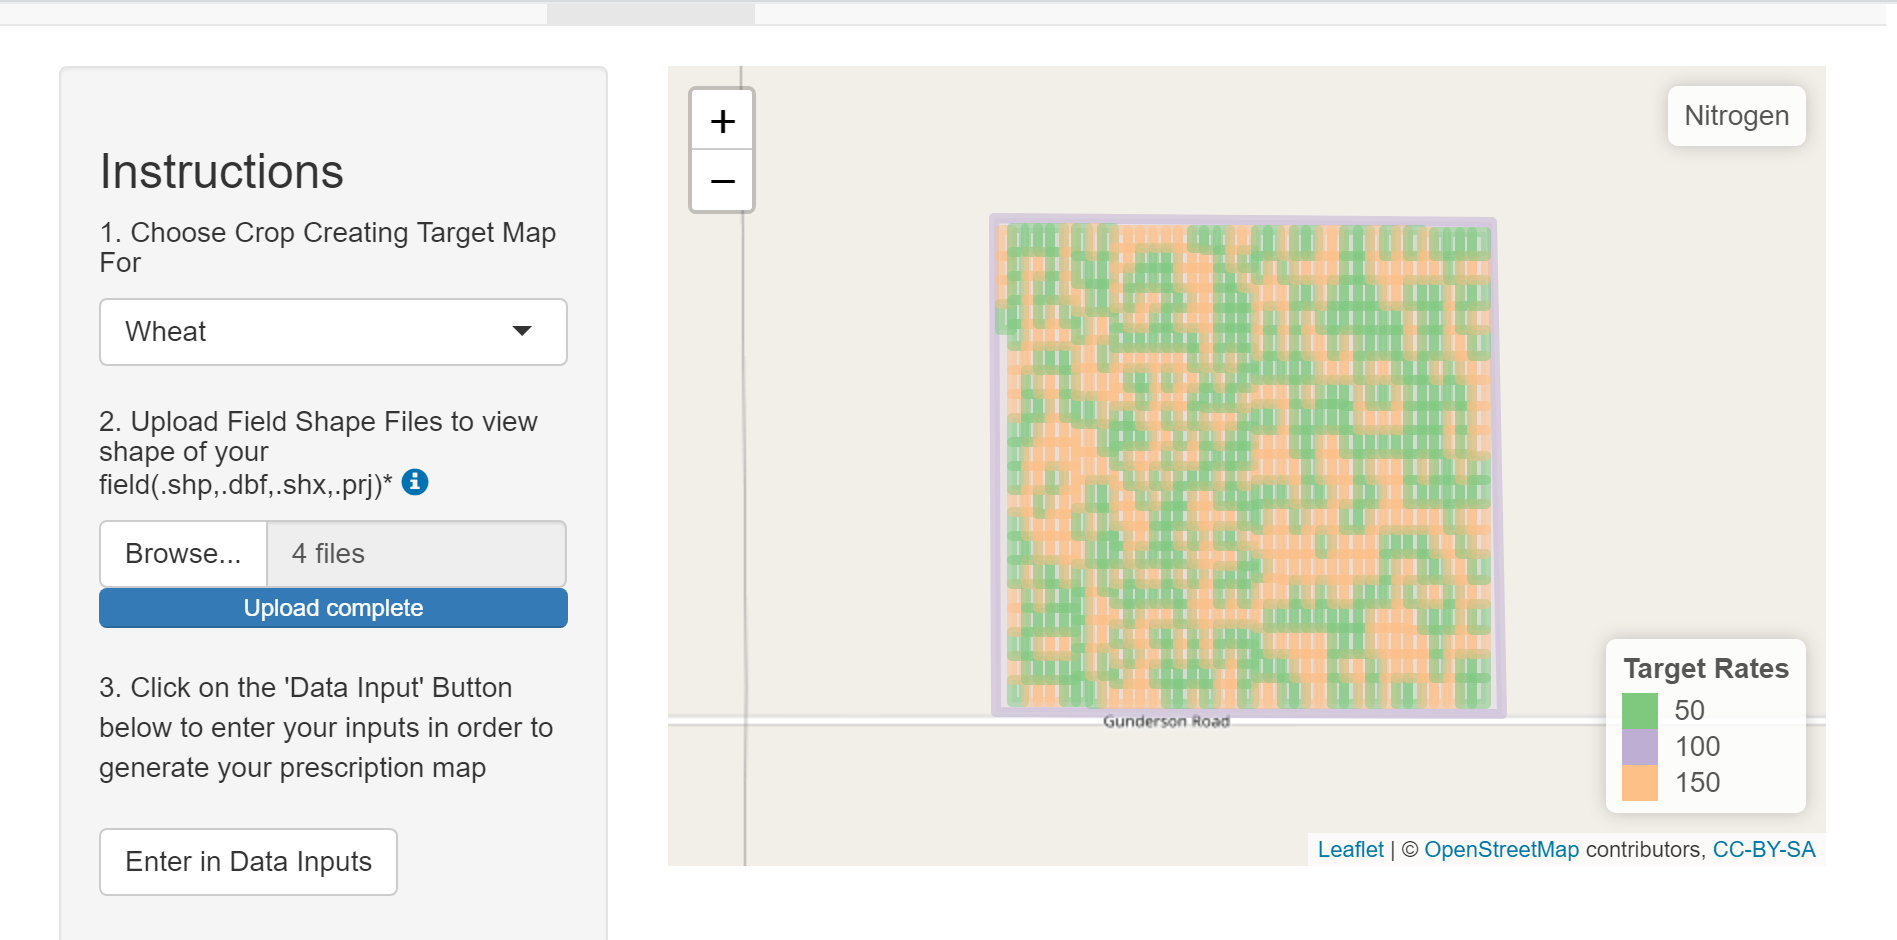 Instructions
1. Choose Crop Creating Target Map
For
Wheat
2. Upload Field Shape Files to view
shape of your
field(.shp,.dbf,.shx,.prj)*
Browse...
4 files
Upload complete
3. Click on the 'Data Input' Button
below to enter your inputs in order to
generate your prescription map
Enter in Data Inputs
+
−
Nitrogen
Gunderson Road
Target Rates
50
100
150
Leaflet | © OpenStreetMap contributors, CC-BY-SA